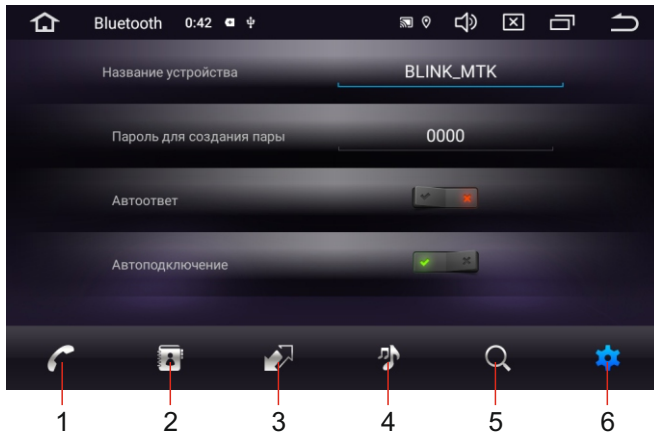 Bluetooth 0:42
Название устройства BLINK_MTK
Пароль для создания пары 0000
Автоответ
Автоподключение
1 2 3 4 5 6